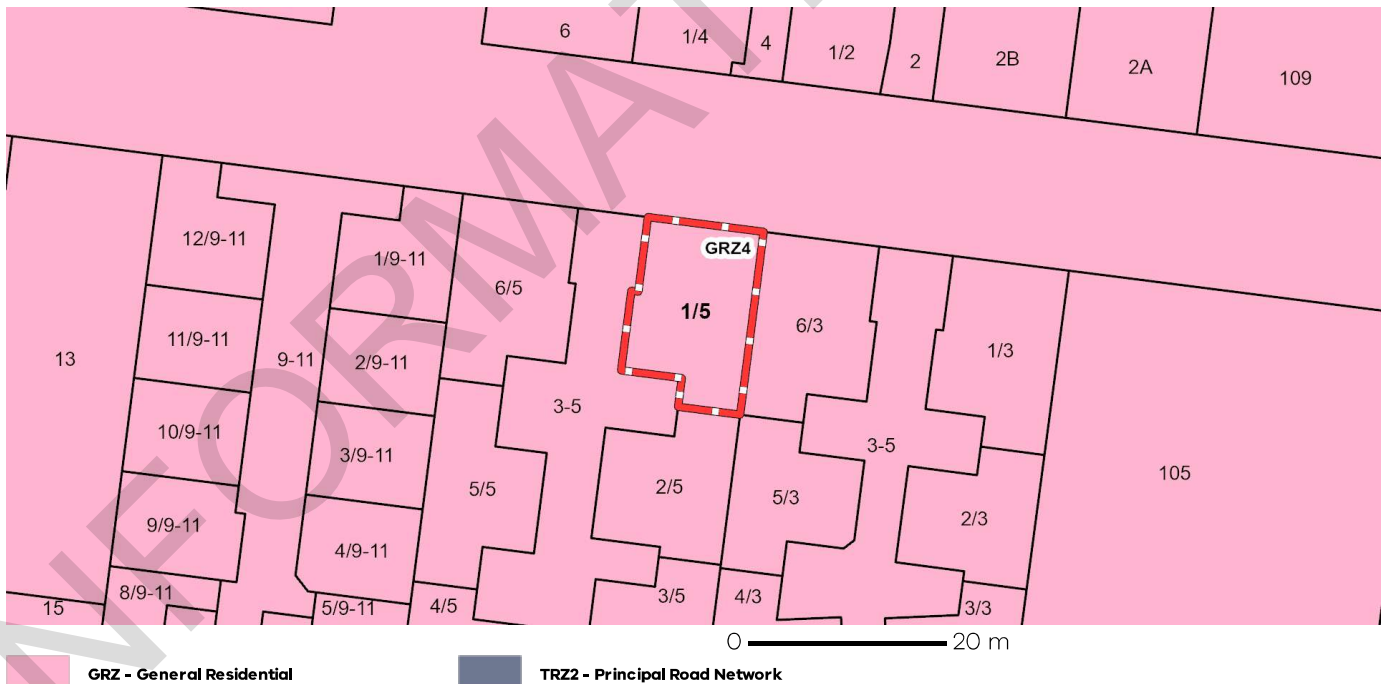 6 1/4 4 1/2 2 2B 2A 109
12/9-11 1/9-11 6/5 GRZ4
1/5 6/3 1/3
13 11/9-11 9-11 2/9-11 3-5
10/9-11 3/9-11 5/5 2/5 5/3 3-5 2/3 105
9/9-11 4/9-11
15 8/9-11 5/9-11 4/5 3/5 4/3 3/3
0 20 m
GRZ - General Residential TRZ2 - Principal Road Network